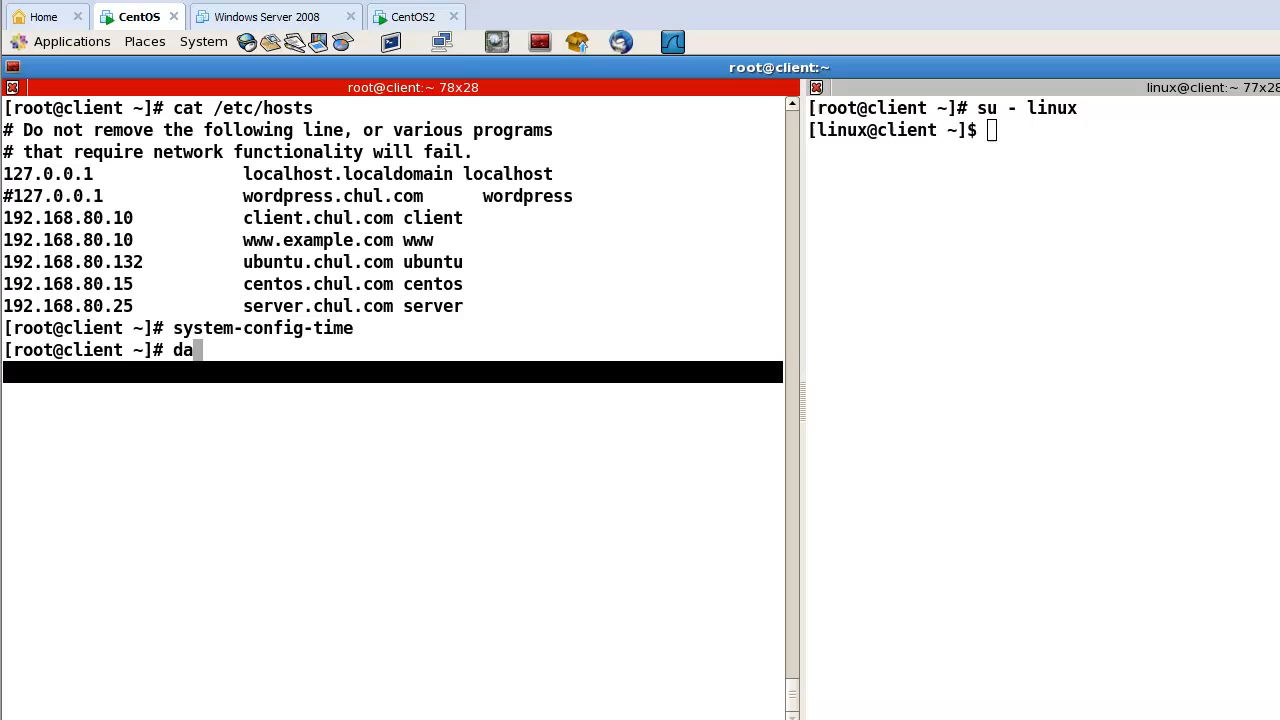 Home
CentOS
Windows Server 2008
CentOS2
Applications Places System
root@client:~
root@client:~ 78x28
[root@client ~]# cat /etc/hosts
# Do not remove the following line, or various programs
# that require network functionality will fail.
127.0.0.1 localhost.localdomain localhost
#127.0.0.1 wordpress.chul.com wordpress
192.168.80.10 client.chul.com client
192.168.80.10 www.example.com www
192.168.80.132 ubuntu.chul.com ubuntu
192.168.80.15 centos.chul.com centos
192.168.80.25 server.chul.com server
[root@client ~]# system-config-time
[root@client ~]# da
linux@client:~ 77x28
[root@client ~]# su - linux
[linux@client ~]$